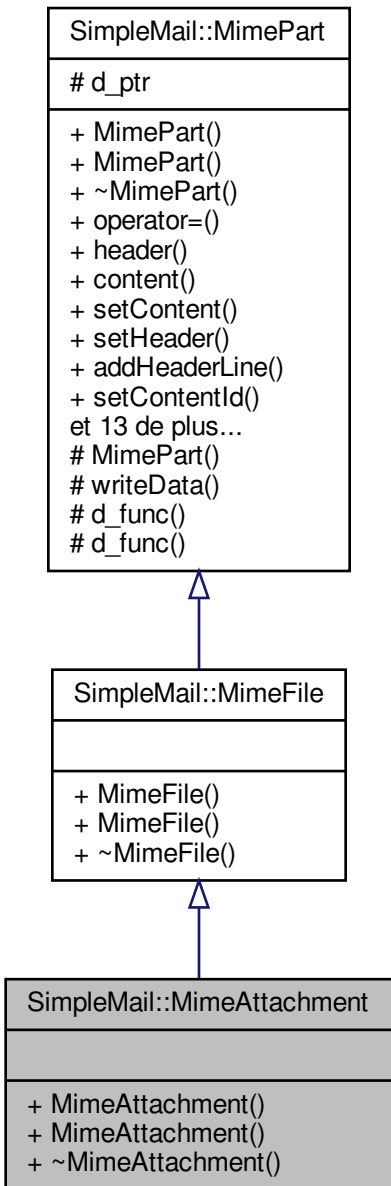 SimpleMail::MimePart
# d_ptr
+ MimePart()
+ MimePart()
+ ~MimePart()
+ operator=()
+ header()
+ content()
+ setContent()
+ setHeader()
+ addHeaderLine()
+ setContentId()
et 13 de plus...
# MimePart()
# writeData()
# d_func()
# d_func()
SimpleMail::MimeFile
+ MimeFile()
+ MimeFile()
+ ~MimeFile()
SimpleMail::MimeAttachment
+ MimeAttachment()
+ MimeAttachment()
+ ~MimeAttachment()